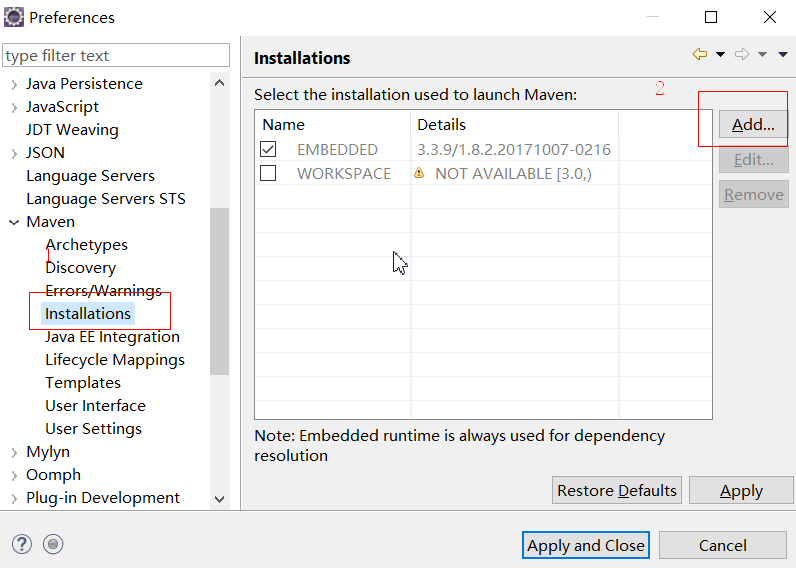 Preferences
type filter text
Java Persistence
JavaScript
JDT Weaving
JSON
Language Servers
Language Servers STS
Maven
Archetypes
1
Discovery
Errors/Warnings
Installations
Java EE Integration
Lifecycle Mappings
Templates
User Interface
User Settings
Mylyn
Oomph
Plug-in Development
Installations
Select the installation used to launch Maven:
2
Name Details
EMBEDDED 3.3.9/1.8.2.20171007-0216
WORKSPACE NOT AVAILABLE [3.0,)
Add...
Edit...
Remove
Note: Embedded runtime is always used for dependency
resolution
Restore Defaults Apply
? Apply and Close Cancel